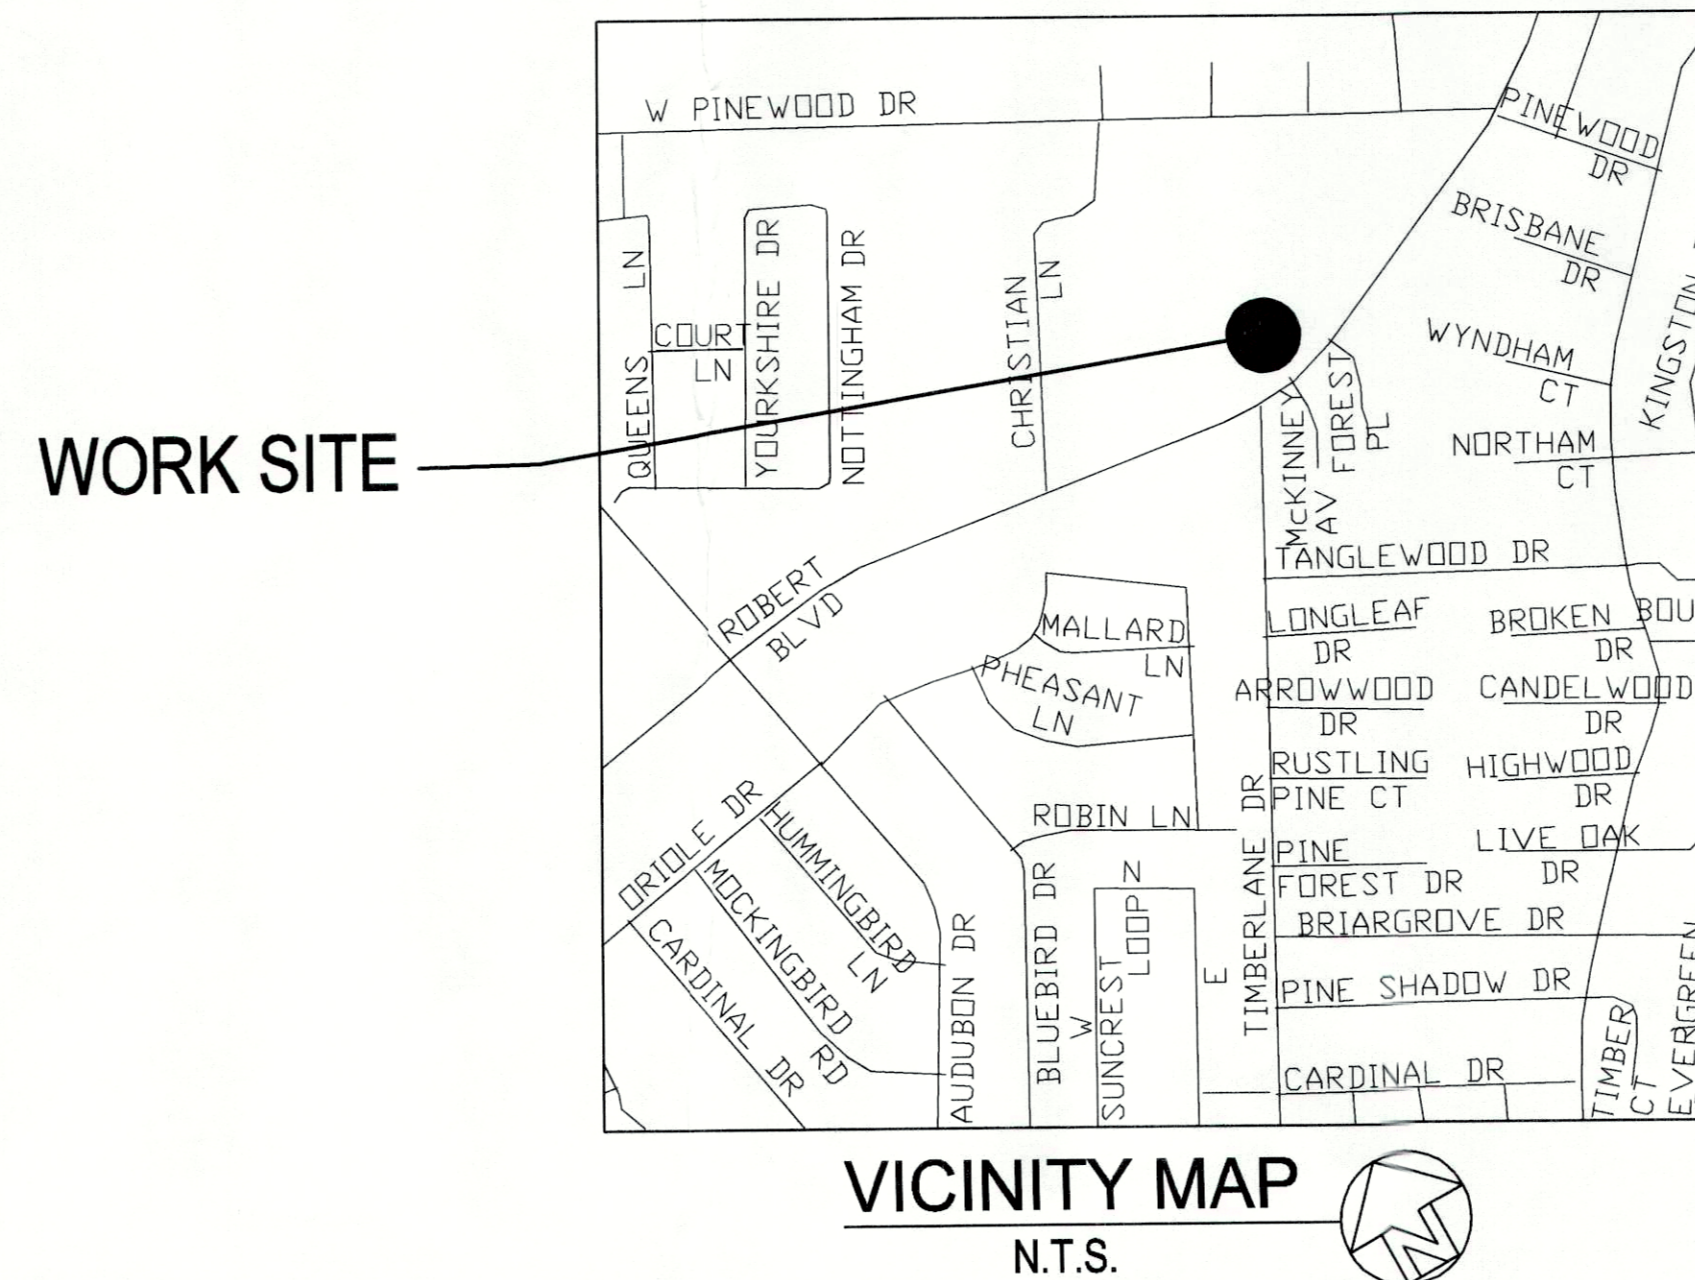 W PINEWOOD DR
PINEWOOD
DR
BRISBANE
DR
QUEENS LN
COURT
LN
YOURKSHIRE DR
NOTTINGHAM DR
CHRISTIAN
LN
WYNDHAM
CT
KINGSTON
WORK SITE
McKINNEY
AV
FOREST
PL
NORTHAM
CT
TANGLEWOOD DR
ROBERT
BLVD
MALLARD
LN
PHEASANT
LN
LONGLEAF
DR
BROKEN
DR
BOU
ARROWWOOD
DR
CANDELWOOD
DR
RUSTLING
PINE CT
HIGHWOOD
DR
ORIOLE DR
HUMMINGBIRD
LN
MOCKINGBIRD
RD
CARDINAL DR
ROBIN LN
TIMBERLANE DR
PINE
FOREST DR
LIVE OAK
DR
N
AUDUBON DR
BLUEBIRD DR
W
SUNCREST
LOOP
E
BRIARGROVE DR
PINE SHADOW DR
CARDINAL DR
TIMBER
CT
EVERGREEN
VICINITY MAP
N.T.S.
N